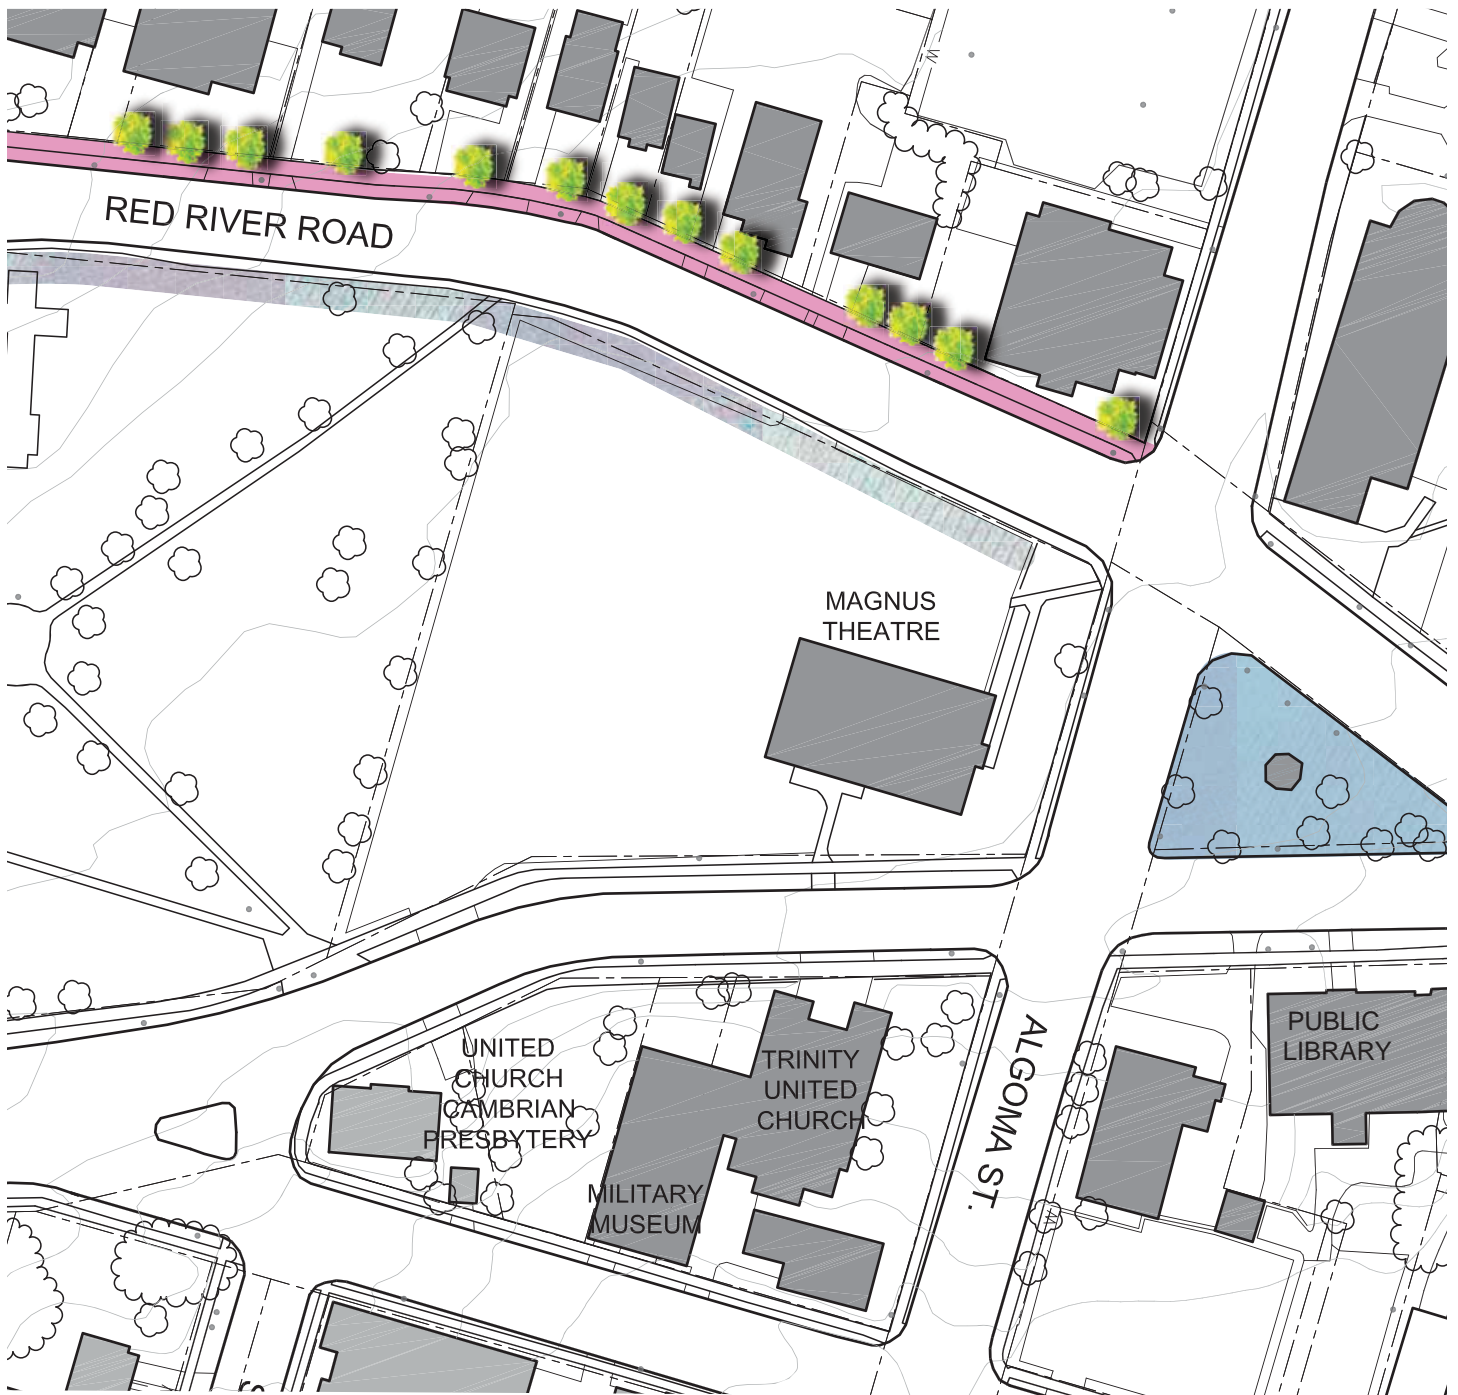 RED RIVER ROAD
MAGNUS
THEATRE
PUBLIC
LIBRARY
ALGOMA ST.
UNITED
CHURCH
CAMBRIAN
PRESBYTERY
TRINITY
UNITED
CHURCH
MILITARY
MUSEUM